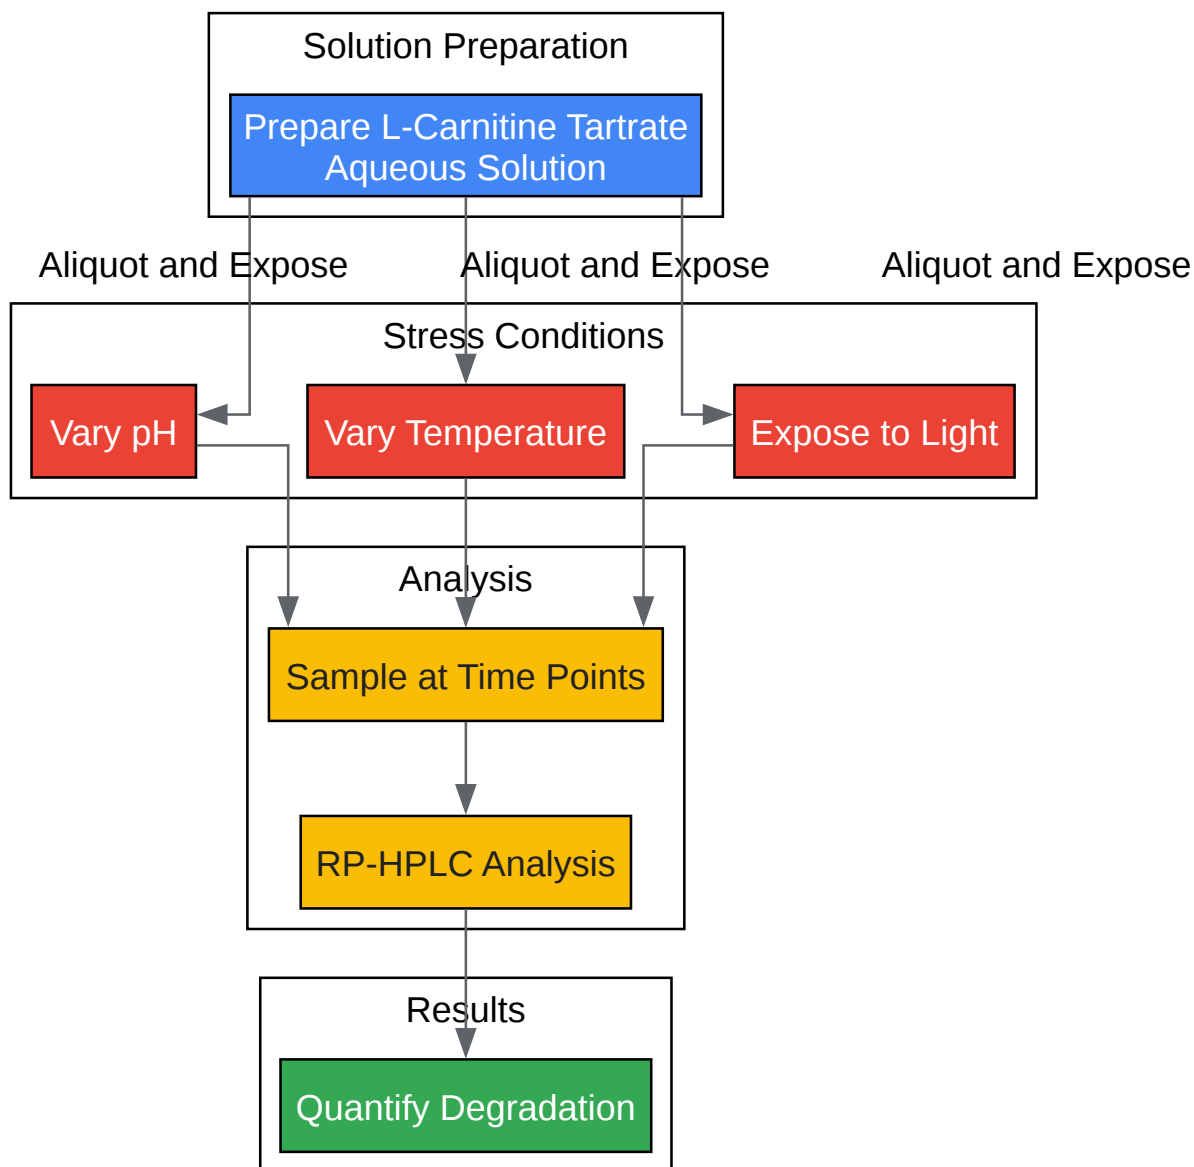 Solution Preparation
Prepare L-Carnitine Tartrate
Aqueous Solution
Aliquot and Expose
Aliquot and Expose
Aliquot and Expose
Stress Conditions
Vary pH
Vary Temperature
Expose to Light
Analysis
Sample at Time Points
RP-HPLC Analysis
Results
Quantify Degradation